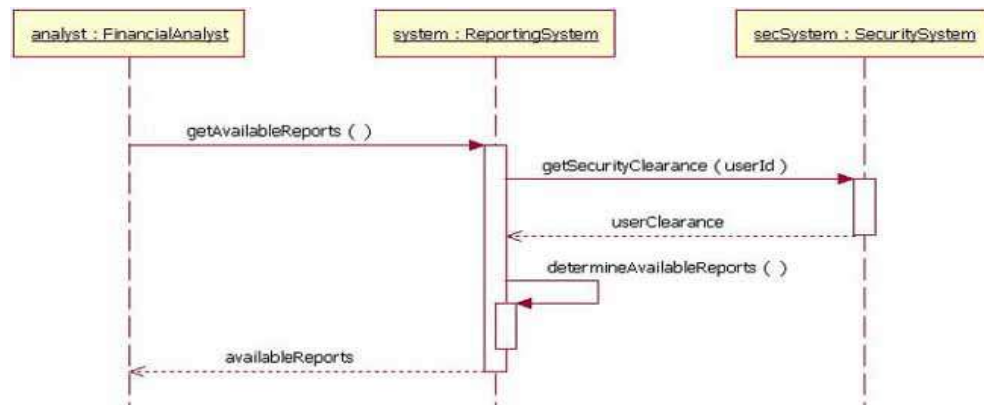 analyst : FinancialAnalyst
system : ReportingSystem
secSystem : SecuritySystem
getAvailableReports ( )
getSecurityClearance ( userId )
userClearance
determineAvailableReports ( )
availableReports